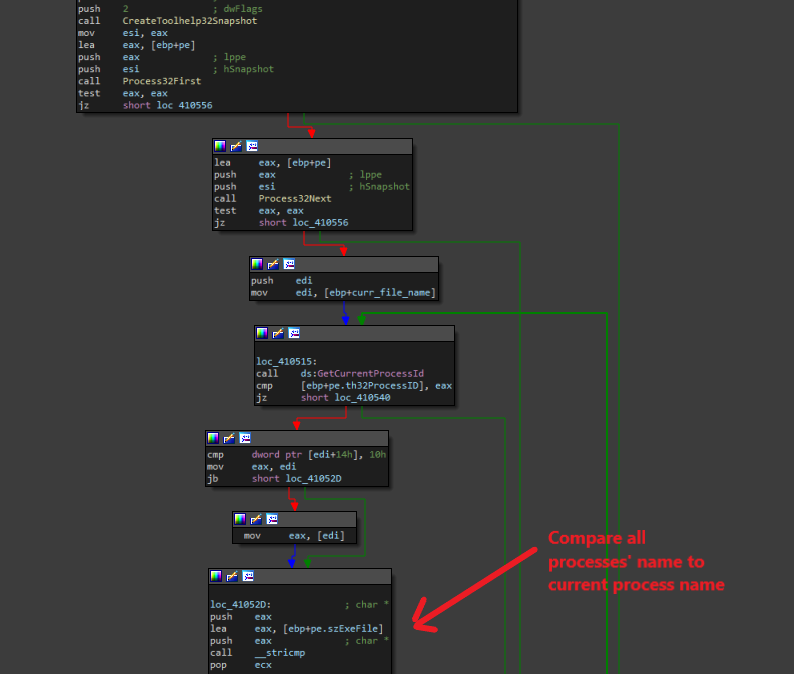 push 2 ; dwFlags
call CreateToolhelp32Snapshot
mov esi, eax
lea eax, [ebp+pe]
push eax ; lppe
push esi ; hSnapshot
call Process32First
test eax, eax
jz short loc_410556
lea eax, [ebp+pe]
push eax ; lppe
push esi ; hSnapshot
call Process32Next
test eax, eax
jz short loc_410556
push edi
mov edi, [ebp+curr_file_name]
loc_410515:
call ds:GetCurrentProcessId
cmp [ebp+pe.th32ProcessID], eax
jz short loc_410540
cmp dword ptr [edi+14h], 10h
mov eax, edi
jb short loc_41052D
mov eax, [edi]
Compare all
processes' name to
current process name
loc_41052D: ; char *
push eax
lea eax, [ebp+pe.szExeFile]
push eax ; char *
call __stricmp
pop ecx